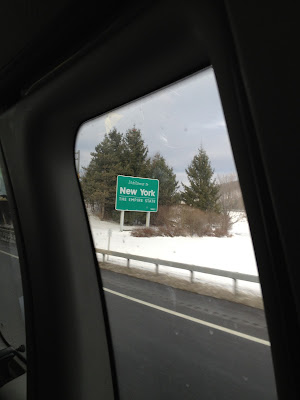 Welcome to
New York
THE EMPIRE STATE